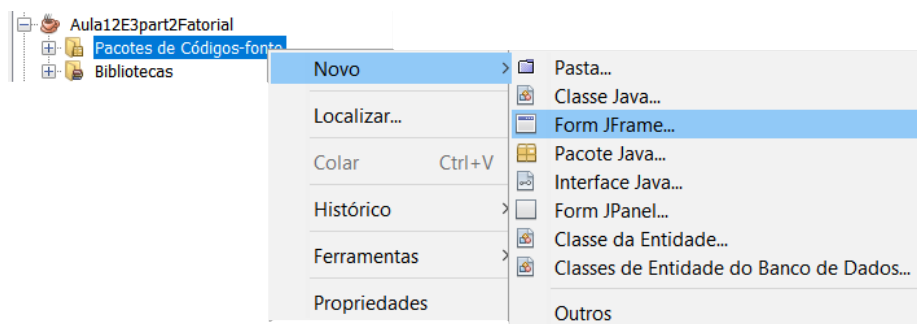 Aula12E3part2Fatorial
Pacotes de Códigos-fonte
Bibliotecas
Novo
Localizar...
Colar Ctrl+V
Histórico
Ferramentas
Propriedades
Pasta...
Classe Java...
Form JFrame...
Pacote Java...
Interface Java...
Form JPanel...
Classe da Entidade...
Classes de Entidade do Banco de Dados...
Outros